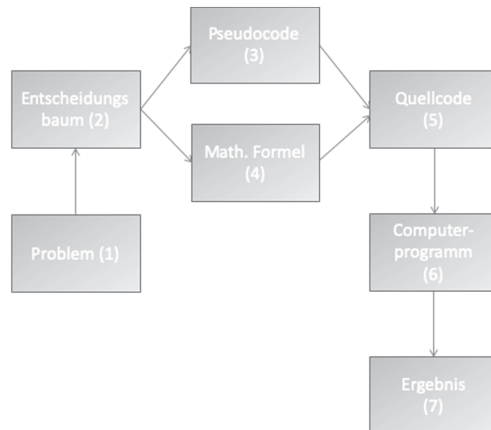 Pseudocode
(3)
Entscheidungs
baum (2)
Quellcode
(5)
Math. Formel
(4)
Problem (1)
Computer-
programm
(6)
Ergebnis
(7)